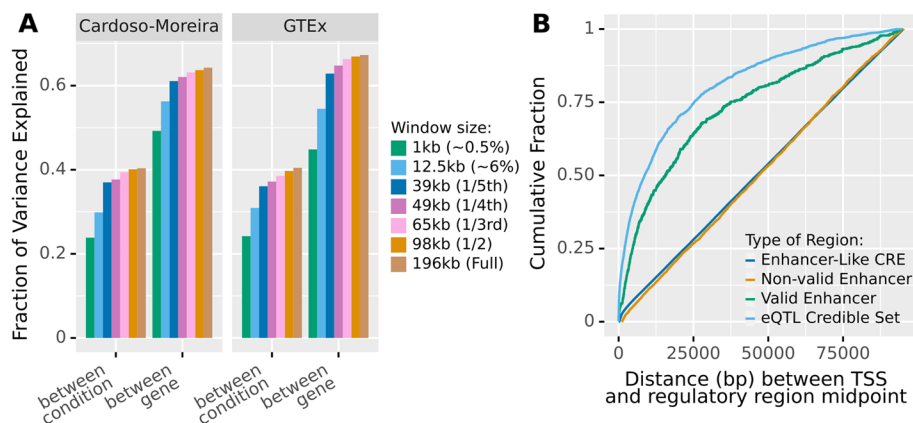 A
Cardoso-Moreira
GTEx
Fraction of Variance Explained
0.6
0.4
0.2
0
between
condition
between
gene
between
condition
between
gene
Window size:
1kb (~0.5%)
12.5kb (~6%)
39kb (1/5th)
49kb (1/4th)
65kb (1/3rd)
98kb (1/2)
196kb (Full)
B
Cumulative Fraction
1
0.75
0.50
0.25
0
Type of Region:
Enhancer-Like CRE
Non-valid Enhancer
Valid Enhancer
eQTL Credible Set
0
25000
50000
75000
Distance (bp) between TSS
and regulatory region midpoint